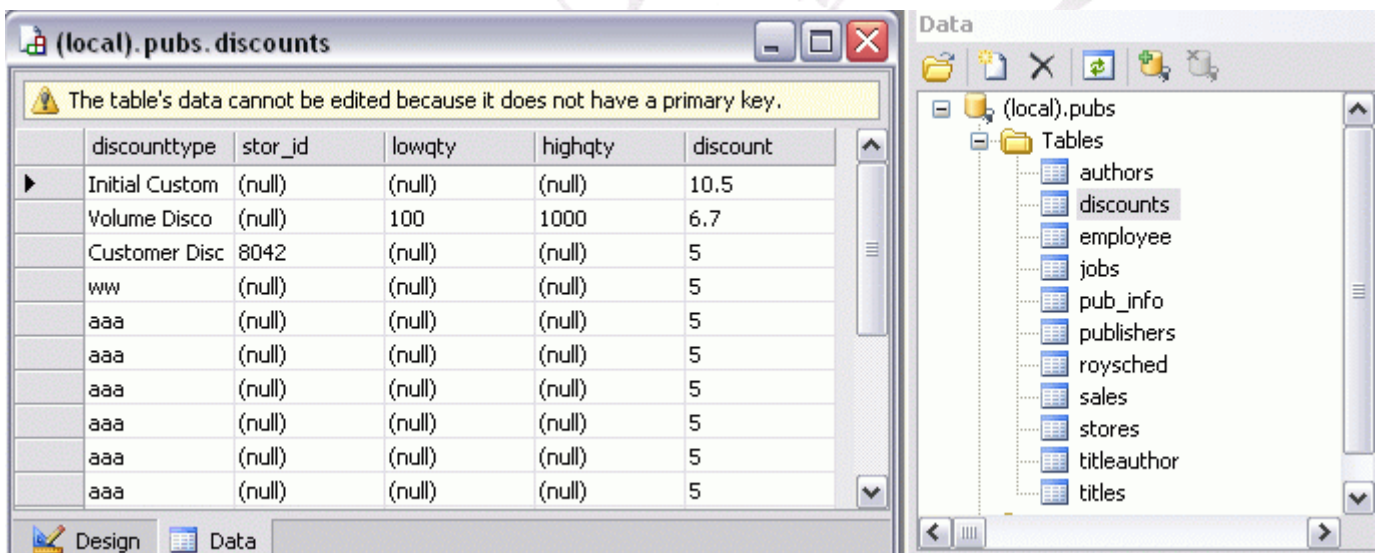 (local).pubs.discounts
The table's data cannot be edited because it does not have a primary key.
discounttype stor_id lowqty highqty discount
Initial Custom (null) (null) (null) 10.5
Volume Disco (null) 100 1000 6.7
Customer Disc 8042 (null) (null) 5
ww (null) (null) (null) 5
aaa (null) (null) (null) 5
aaa (null) (null) (null) 5
aaa (null) (null) (null) 5
aaa (null) (null) (null) 5
aaa (null) (null) (null) 5
aaa (null) (null) (null) 5
Design Data
Data
(local).pubs
Tables
authors
discounts
employee
jobs
pub_info
publishers
roysched
sales
stores
titleauthor
titles